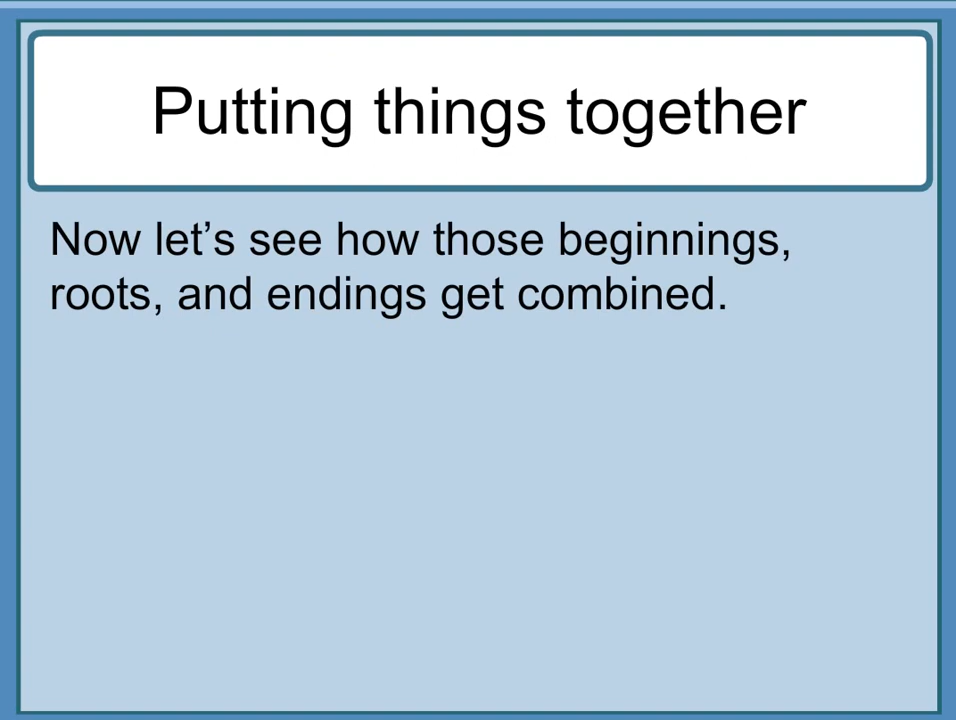 Putting things together
Now let’s see how those beginnings,
roots, and endings get combined.